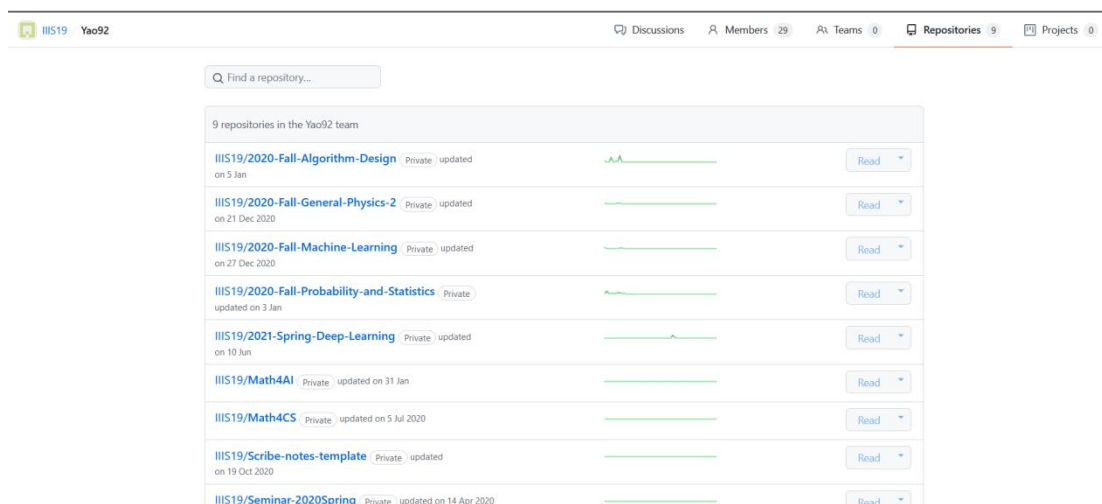 IIIS19 Yao92 Discussions Members 29 Teams 0 Repositories 9 Projects 0
Find a repository...
9 repositories in the Yao92 team
IIIS19/2020-Fall-Algorithm-Design Private updated
on 5 Jan
Read
IIIS19/2020-Fall-General-Physics-2 Private updated
on 21 Dec 2020
Read
IIIS19/2020-Fall-Machine-Learning Private updated
on 27 Dec 2020
Read
IIIS19/2020-Fall-Probability-and-Statistics Private
updated on 3 Jan
Read
IIIS19/2021-Spring-Deep-Learning Private updated
on 10 Jun
Read
IIIS19/Math4AI Private updated on 31 Jan
Read
IIIS19/Math4CS Private updated on 5 Jul 2020
Read
IIIS19/Scribe-notes-template Private updated
on 19 Oct 2020
Read
IIIS19/Seminar-2020Spring Private updated on 14 Apr 2020
Read